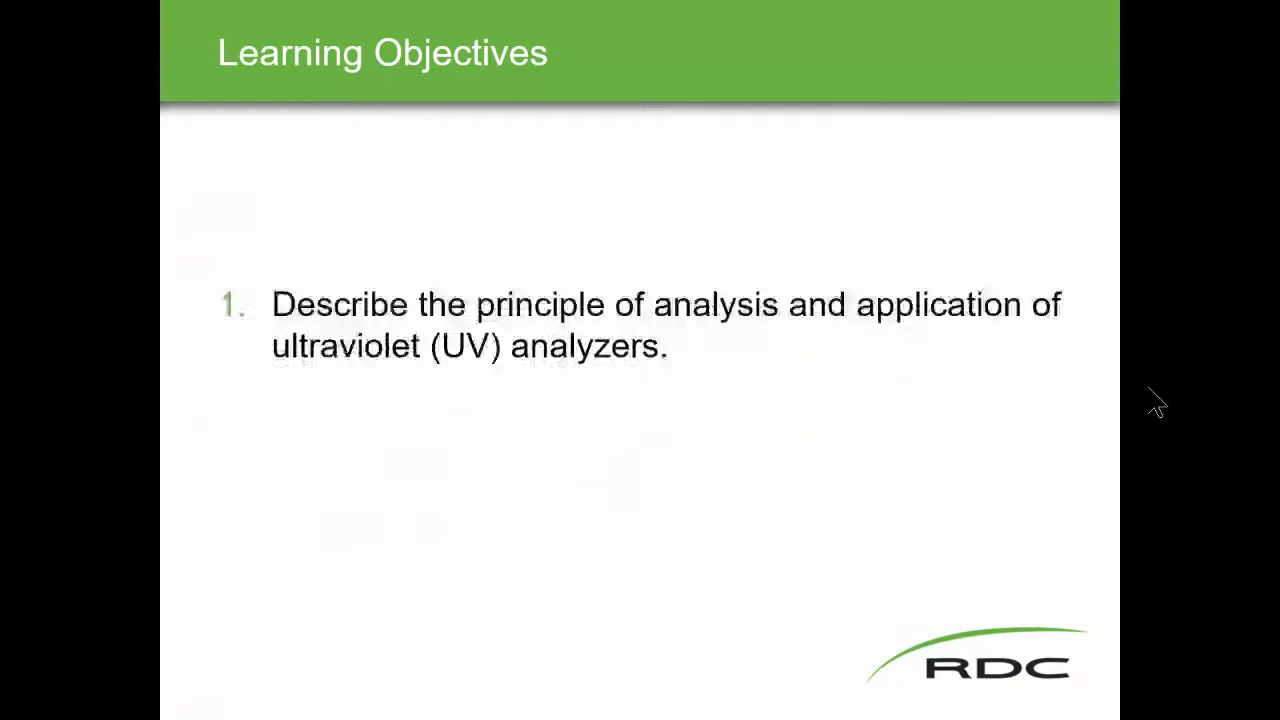 Learning Objectives
1. Describe the principle of analysis and application of
ultraviolet (UV) analyzers.
RDC